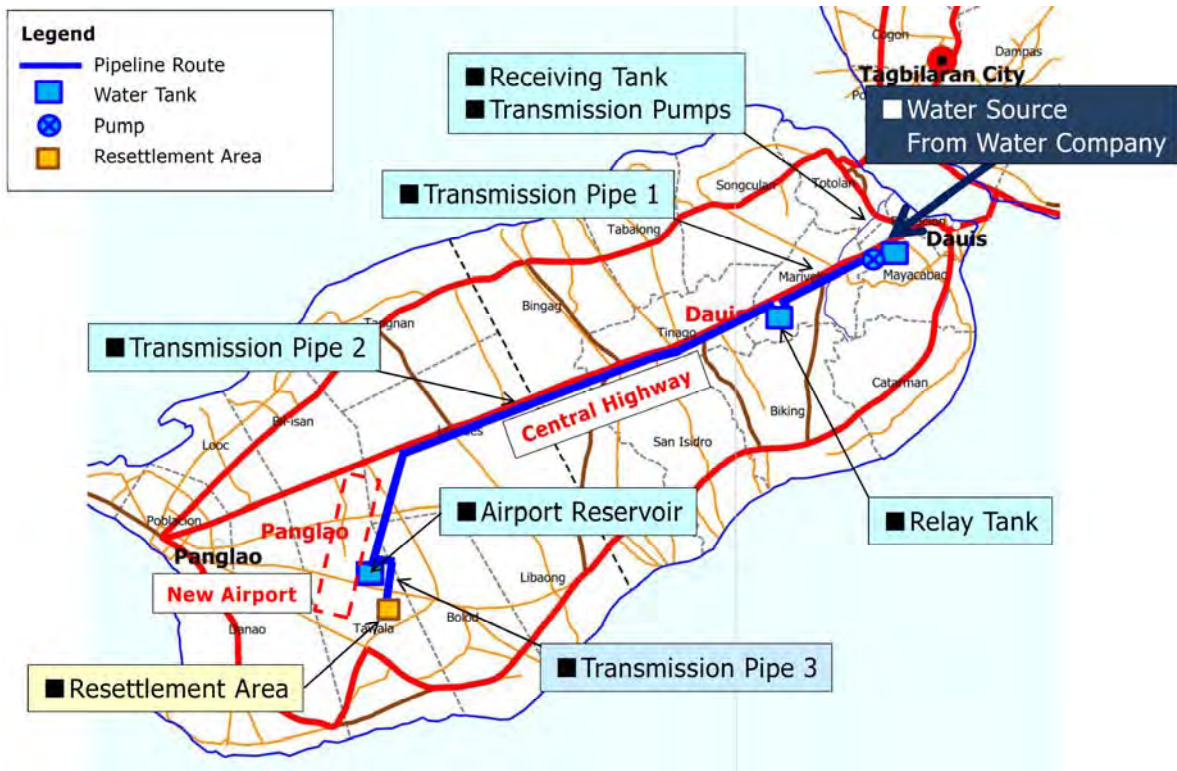 Legend
Pipeline Route
Water Tank
Pump
Resettlement Area
Cogon
Dampas
Tagbilaran City
■ Receiving Tank
■ Transmission Pumps
Water Source
From Water Company
■ Transmission Pipe 1
Songculan
Totolan
Tabalong
Dauis
Mayacabag
Bingag
Dauis
Tinago
■ Transmission Pipe 2
Central Highway
Catarman
Biking
San Isidro
Bil-isan
Looc
■ Airport Reservoir
■ Relay Tank
Poblacion
Panglao
Panglao
New Airport
Libaong
Bolod
Tawala
Danao
■ Transmission Pipe 3
■ Resettlement Area